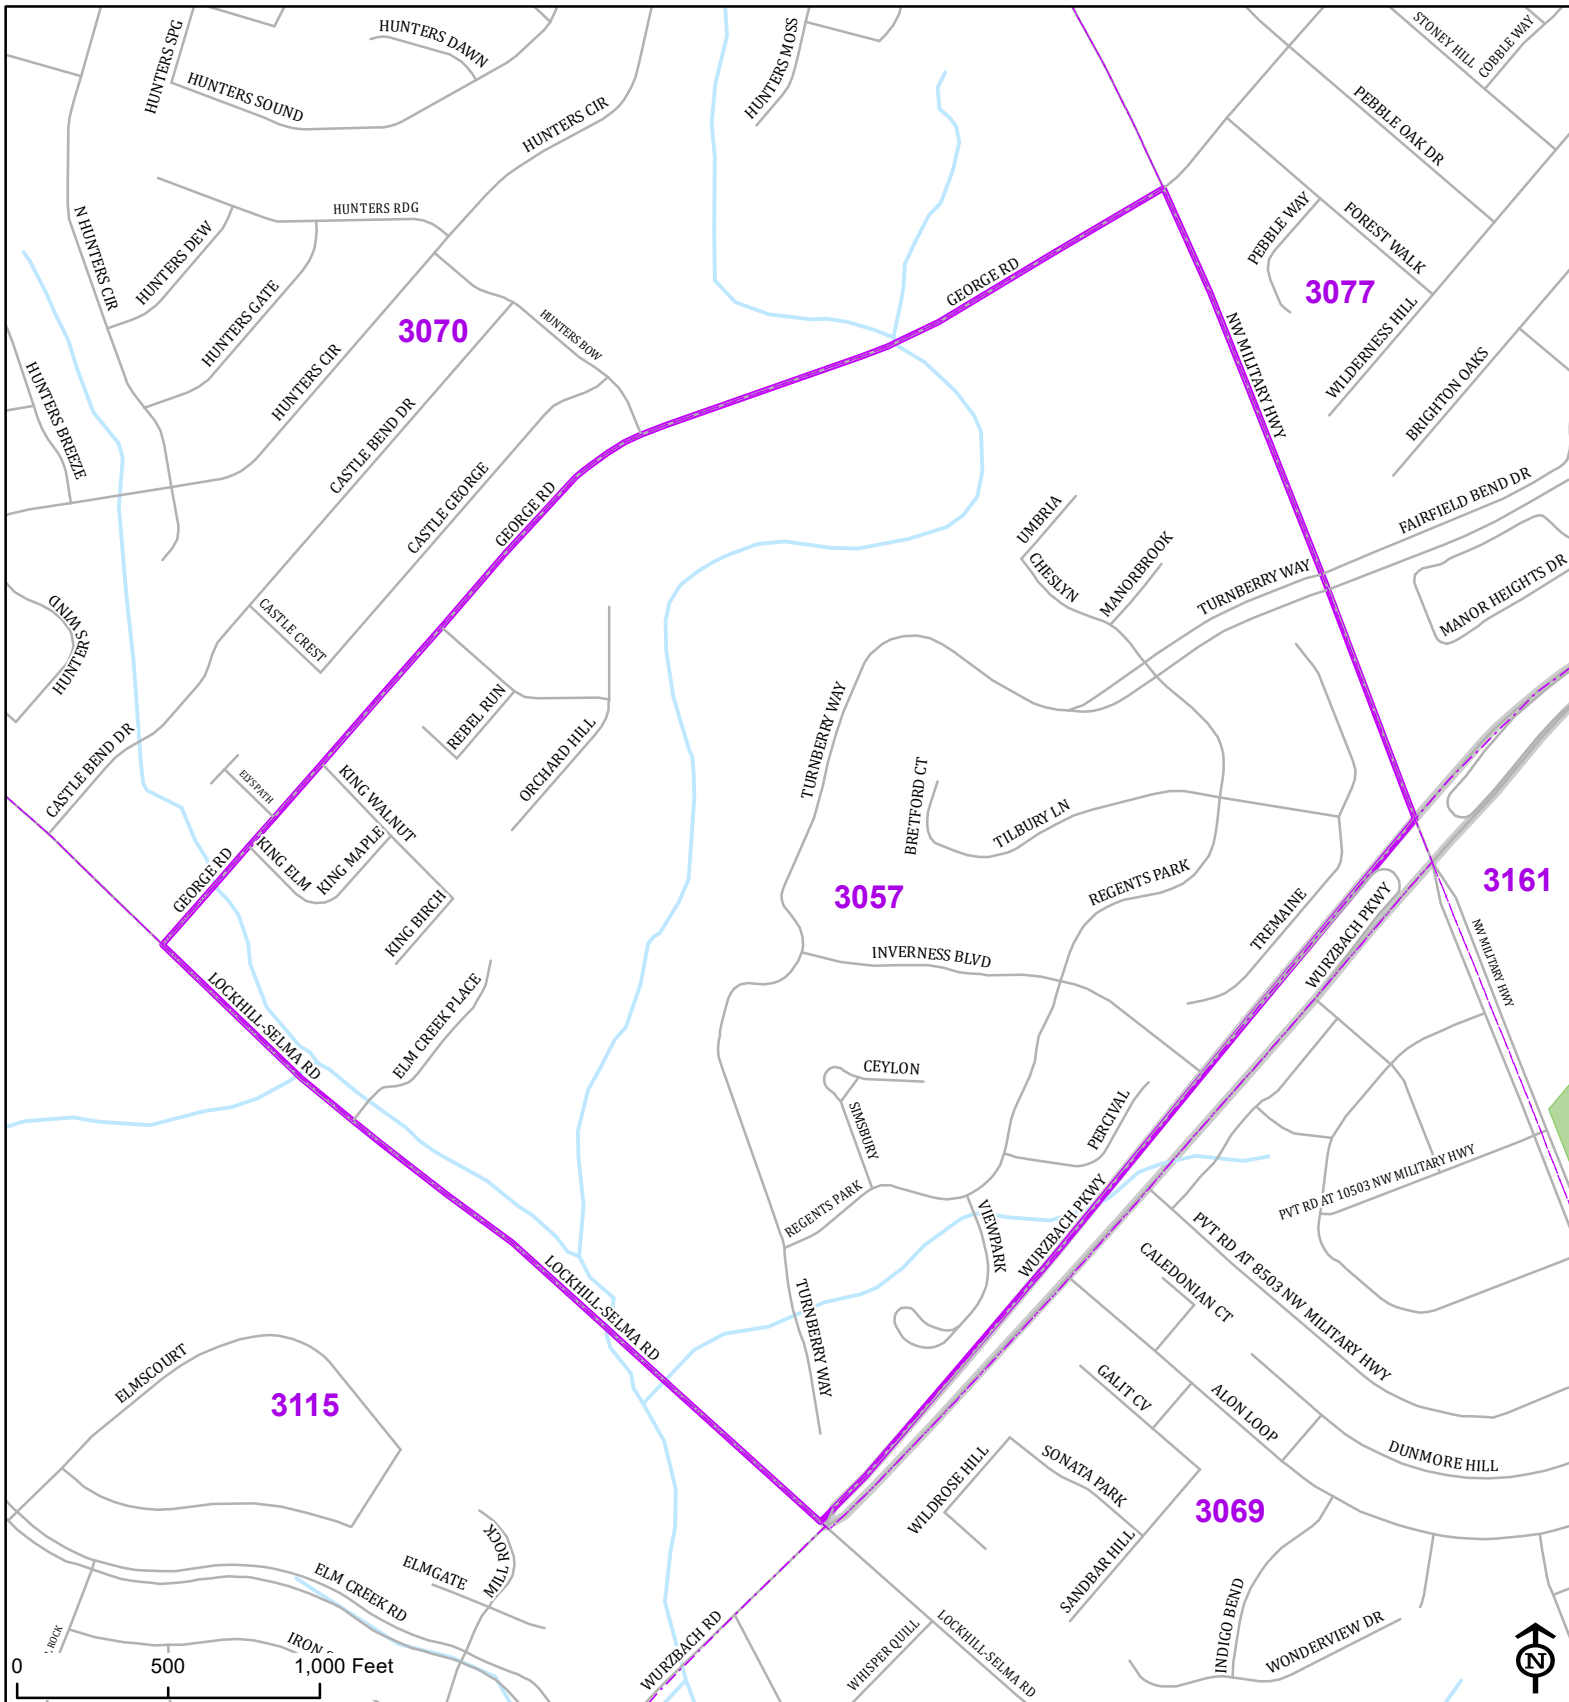 HUNTERS SPG
HUNTERS DAWN
HUNTERS SOUND
HUNTERS CIR
HUNTERS MOSS
STONEY HILL
COBBLE WAY
PEBBLE OAK DR
HUNTERS RDG
N HUNTERS CIR
HUNTERS DEW
HUNTERS GATE
PEBBLE WAY
FOREST WALK
GEORGE RD
3077
3070
HUNTERS BOW
NW MILITARY HWY
WILDERNESS HILL
HUNTERS CIR
HUNTERS BREEZE
BRIGHTON OAKS
CASTLE BEND DR
CASTLE GEORGE
GEORGE RD
FAIRFIELD BEND DR
UMBRIA
CHESLYN
MANORBROOK
TURNBERRY WAY
MANOR HEIGHTS DR
HUNTERS WIND
CASTLE CREST
REBEL RUN
ORCHARD HILL
TURNBERRY WAY
CASTLE BEND DR
ELYSPATH
KING WALNUT
BRETFORD CT
TILBURY LN
KING ELM
KING MAPLE
GEORGE RD
KING BIRCH
3057
REGENTS PARK
3161
TREMAINE
WURZBACH PKWY
NW MILITARY HWY
INVERNESS BLVD
LOCKHILL-SELMA RD
ELM CREEK PLACE
CEYLON
SIMSBURY
PERCIVAL
REGENTS PARK
VIEWPARK
WURZBACH PKWY
PVT RD AT 10503 NW MILITARY HWY
PVT RD AT 8503 NW MILITARY HWY
CALEDONIAN CT
LOCKHILL-SELMA RD
TURNBERRY WAY
ELMSCOURT
3115
GALIT CV
ALON LOOP
DUNMORE HILL
WILDROSE HILL
SONATA PARK
3069
SANDBAR HILL
MILL ROCK
ELMGATE
ELM CREEK RD
INDIGO BEND
WONDERVIEW DR
ROCK
IRON
WURZBACH RD
WHISPER QUILL
LOCKHILL-SELMA RD
0 500 1,000 Feet
N